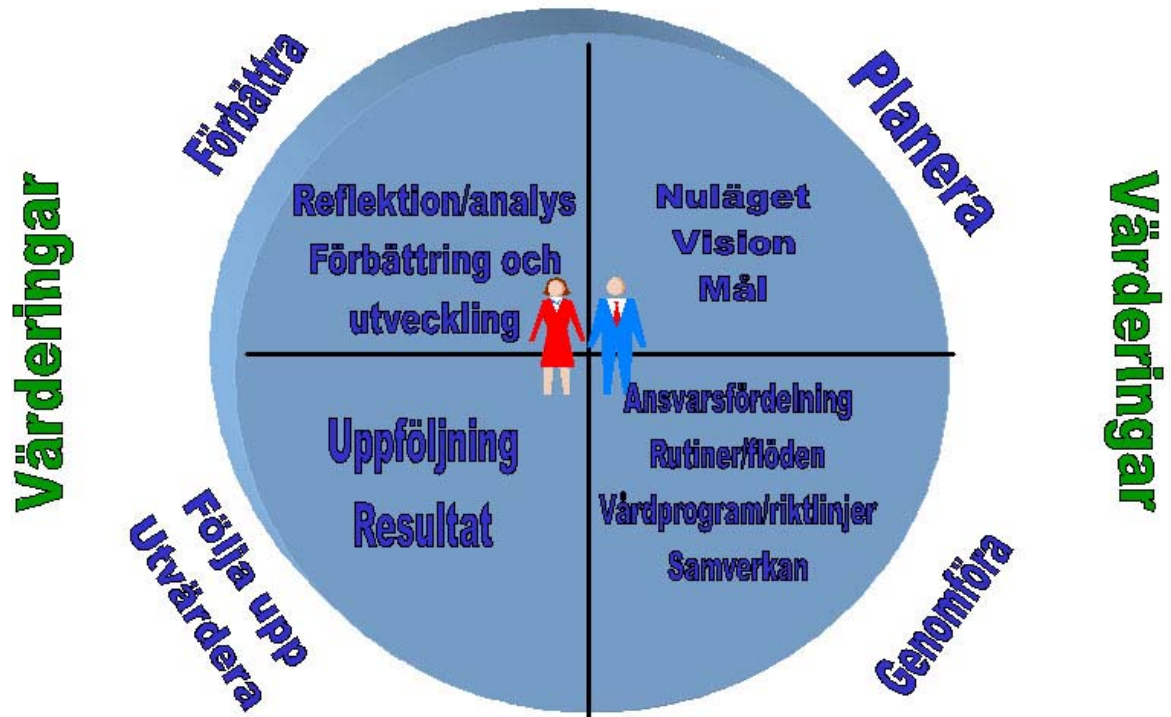 Förbättra
Planera
Värderingar
Värderingar
Reflektion/analys
Förbättring och
utveckling
Nuläget
Vision
Mål
Uppföljning
Resultat
Ansvarsfördelning
Rutiner/flöden
Vårdprogram/riktlinjer
Samverkan
Följa upp
Utvärdera
Genomföra